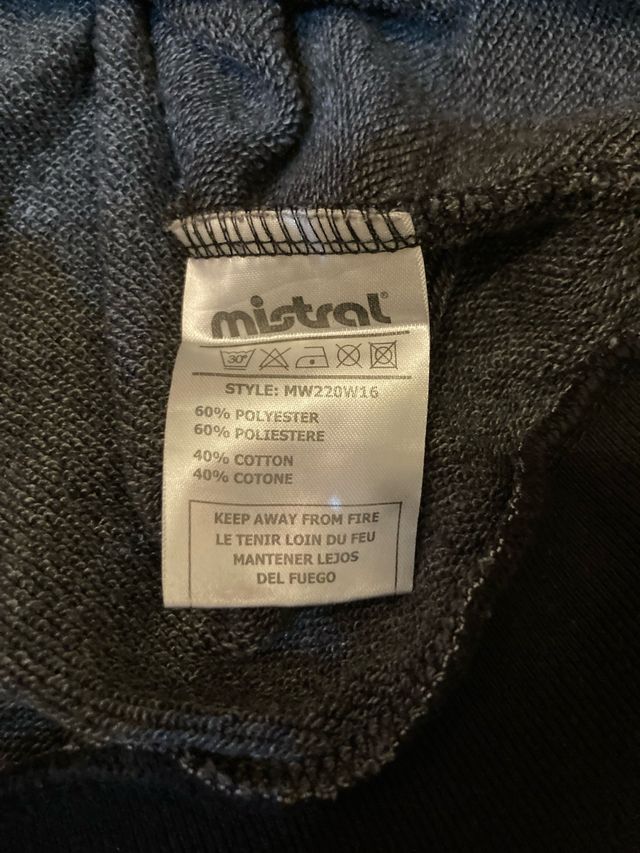 mistral®
30°
STYLE: MW220W16
60% POLYESTER
60% POLIESTERE
40% COTTON
40% COTONE
KEEP AWAY FROM FIRE
LE TENIR LOIN DU FEU
MANTENER LEJOS
DEL FUEGO